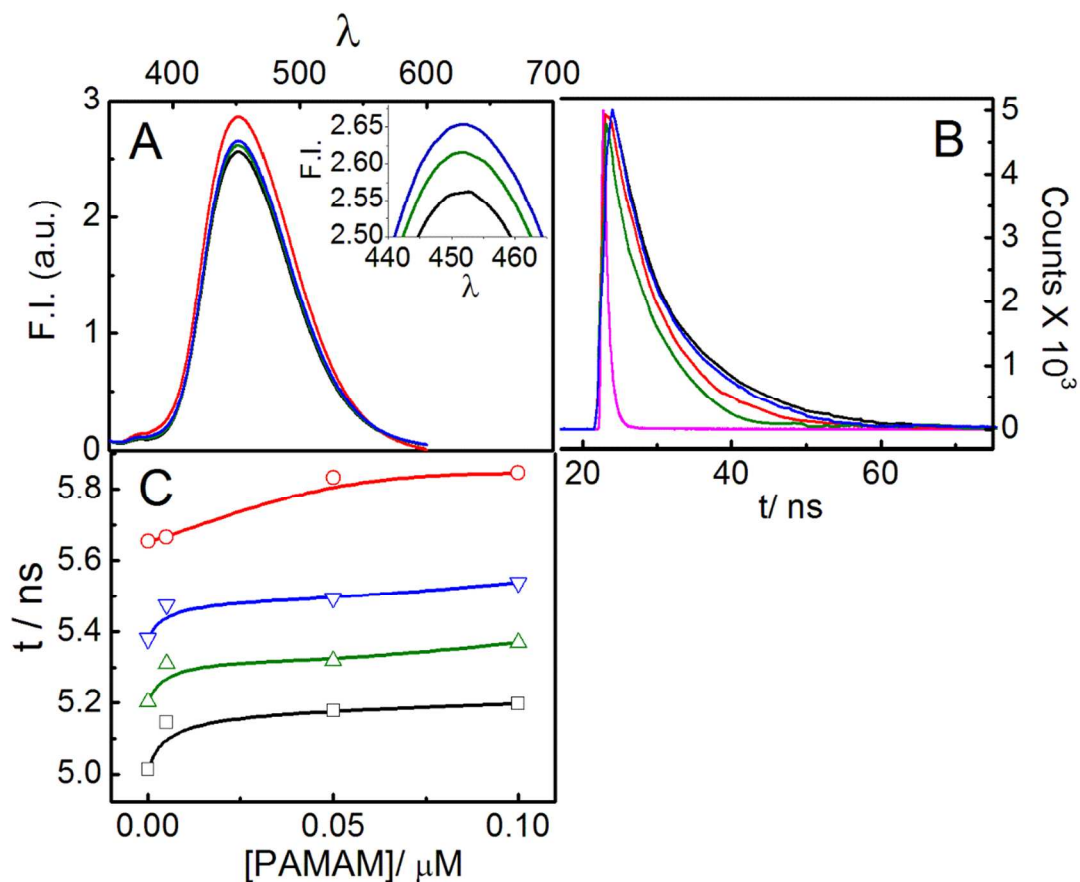 λ
400 500 600 700
3
2
1
0
F.I. (a.u.)
A
2.65
2.60
2.55
2.50
F.I.
440 450 460
λ
B
5
4
3
2
1
0
Counts X 10³
20 40 60
t/ ns
C
5.8
5.6
5.4
5.2
5.0
t / ns
0.00 0.05 0.10
[PAMAM]/ μM